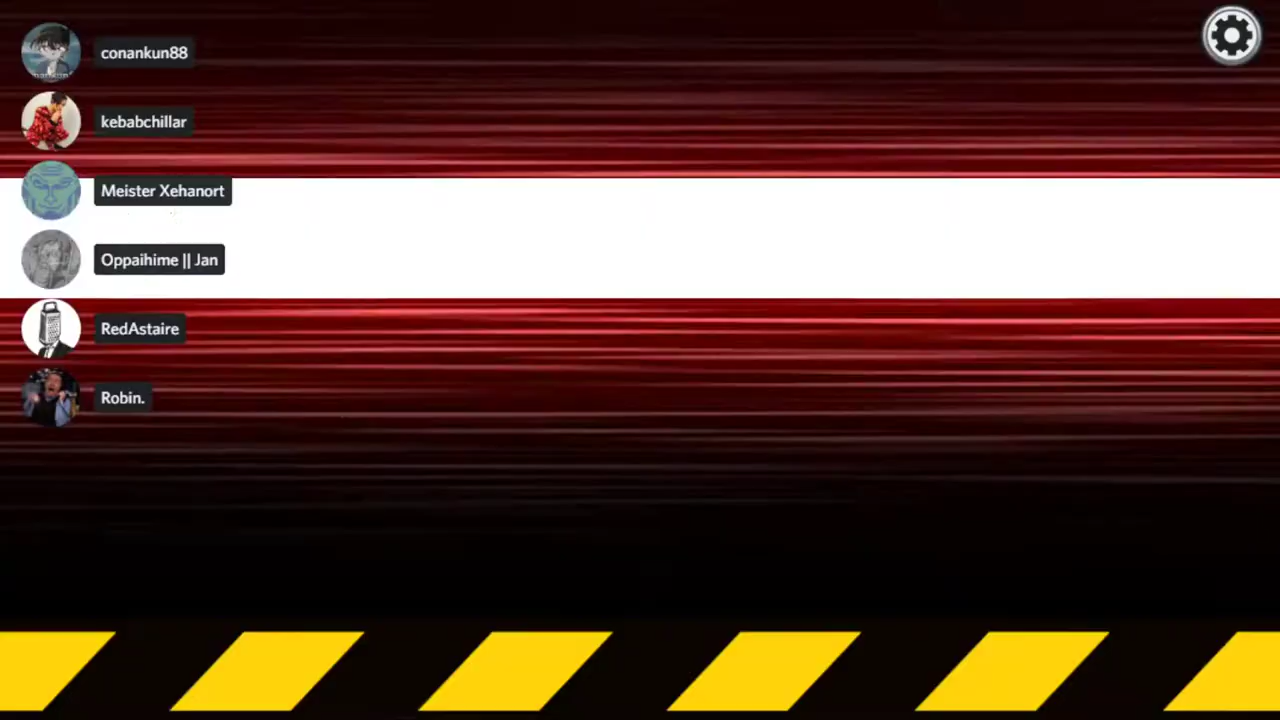 conankun88
kebabchillar
Meister Xehanort
Oppaihime || Jan
RedAstaire
Robin.